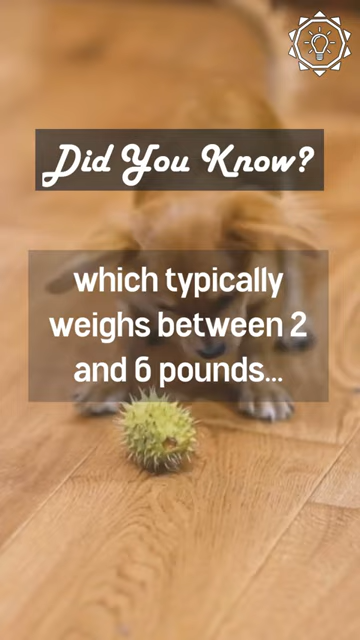 Did You Know?
which typically
weighs between 2
and 6 pounds...